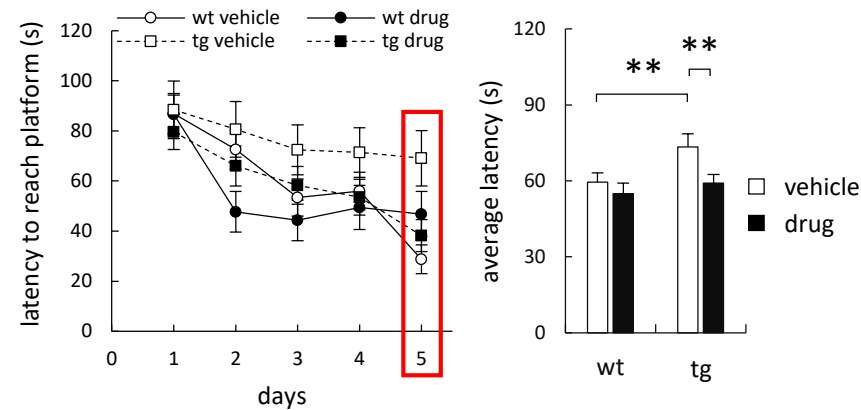 wt vehicle wt drug
tg vehicle tg drug
latency to reach platform (s)
120
100
80
60
40
20
0
0 1 2 3 4 5
days
average latency (s)
120
90
60
30
0
** **
wt tg
vehicle
drug